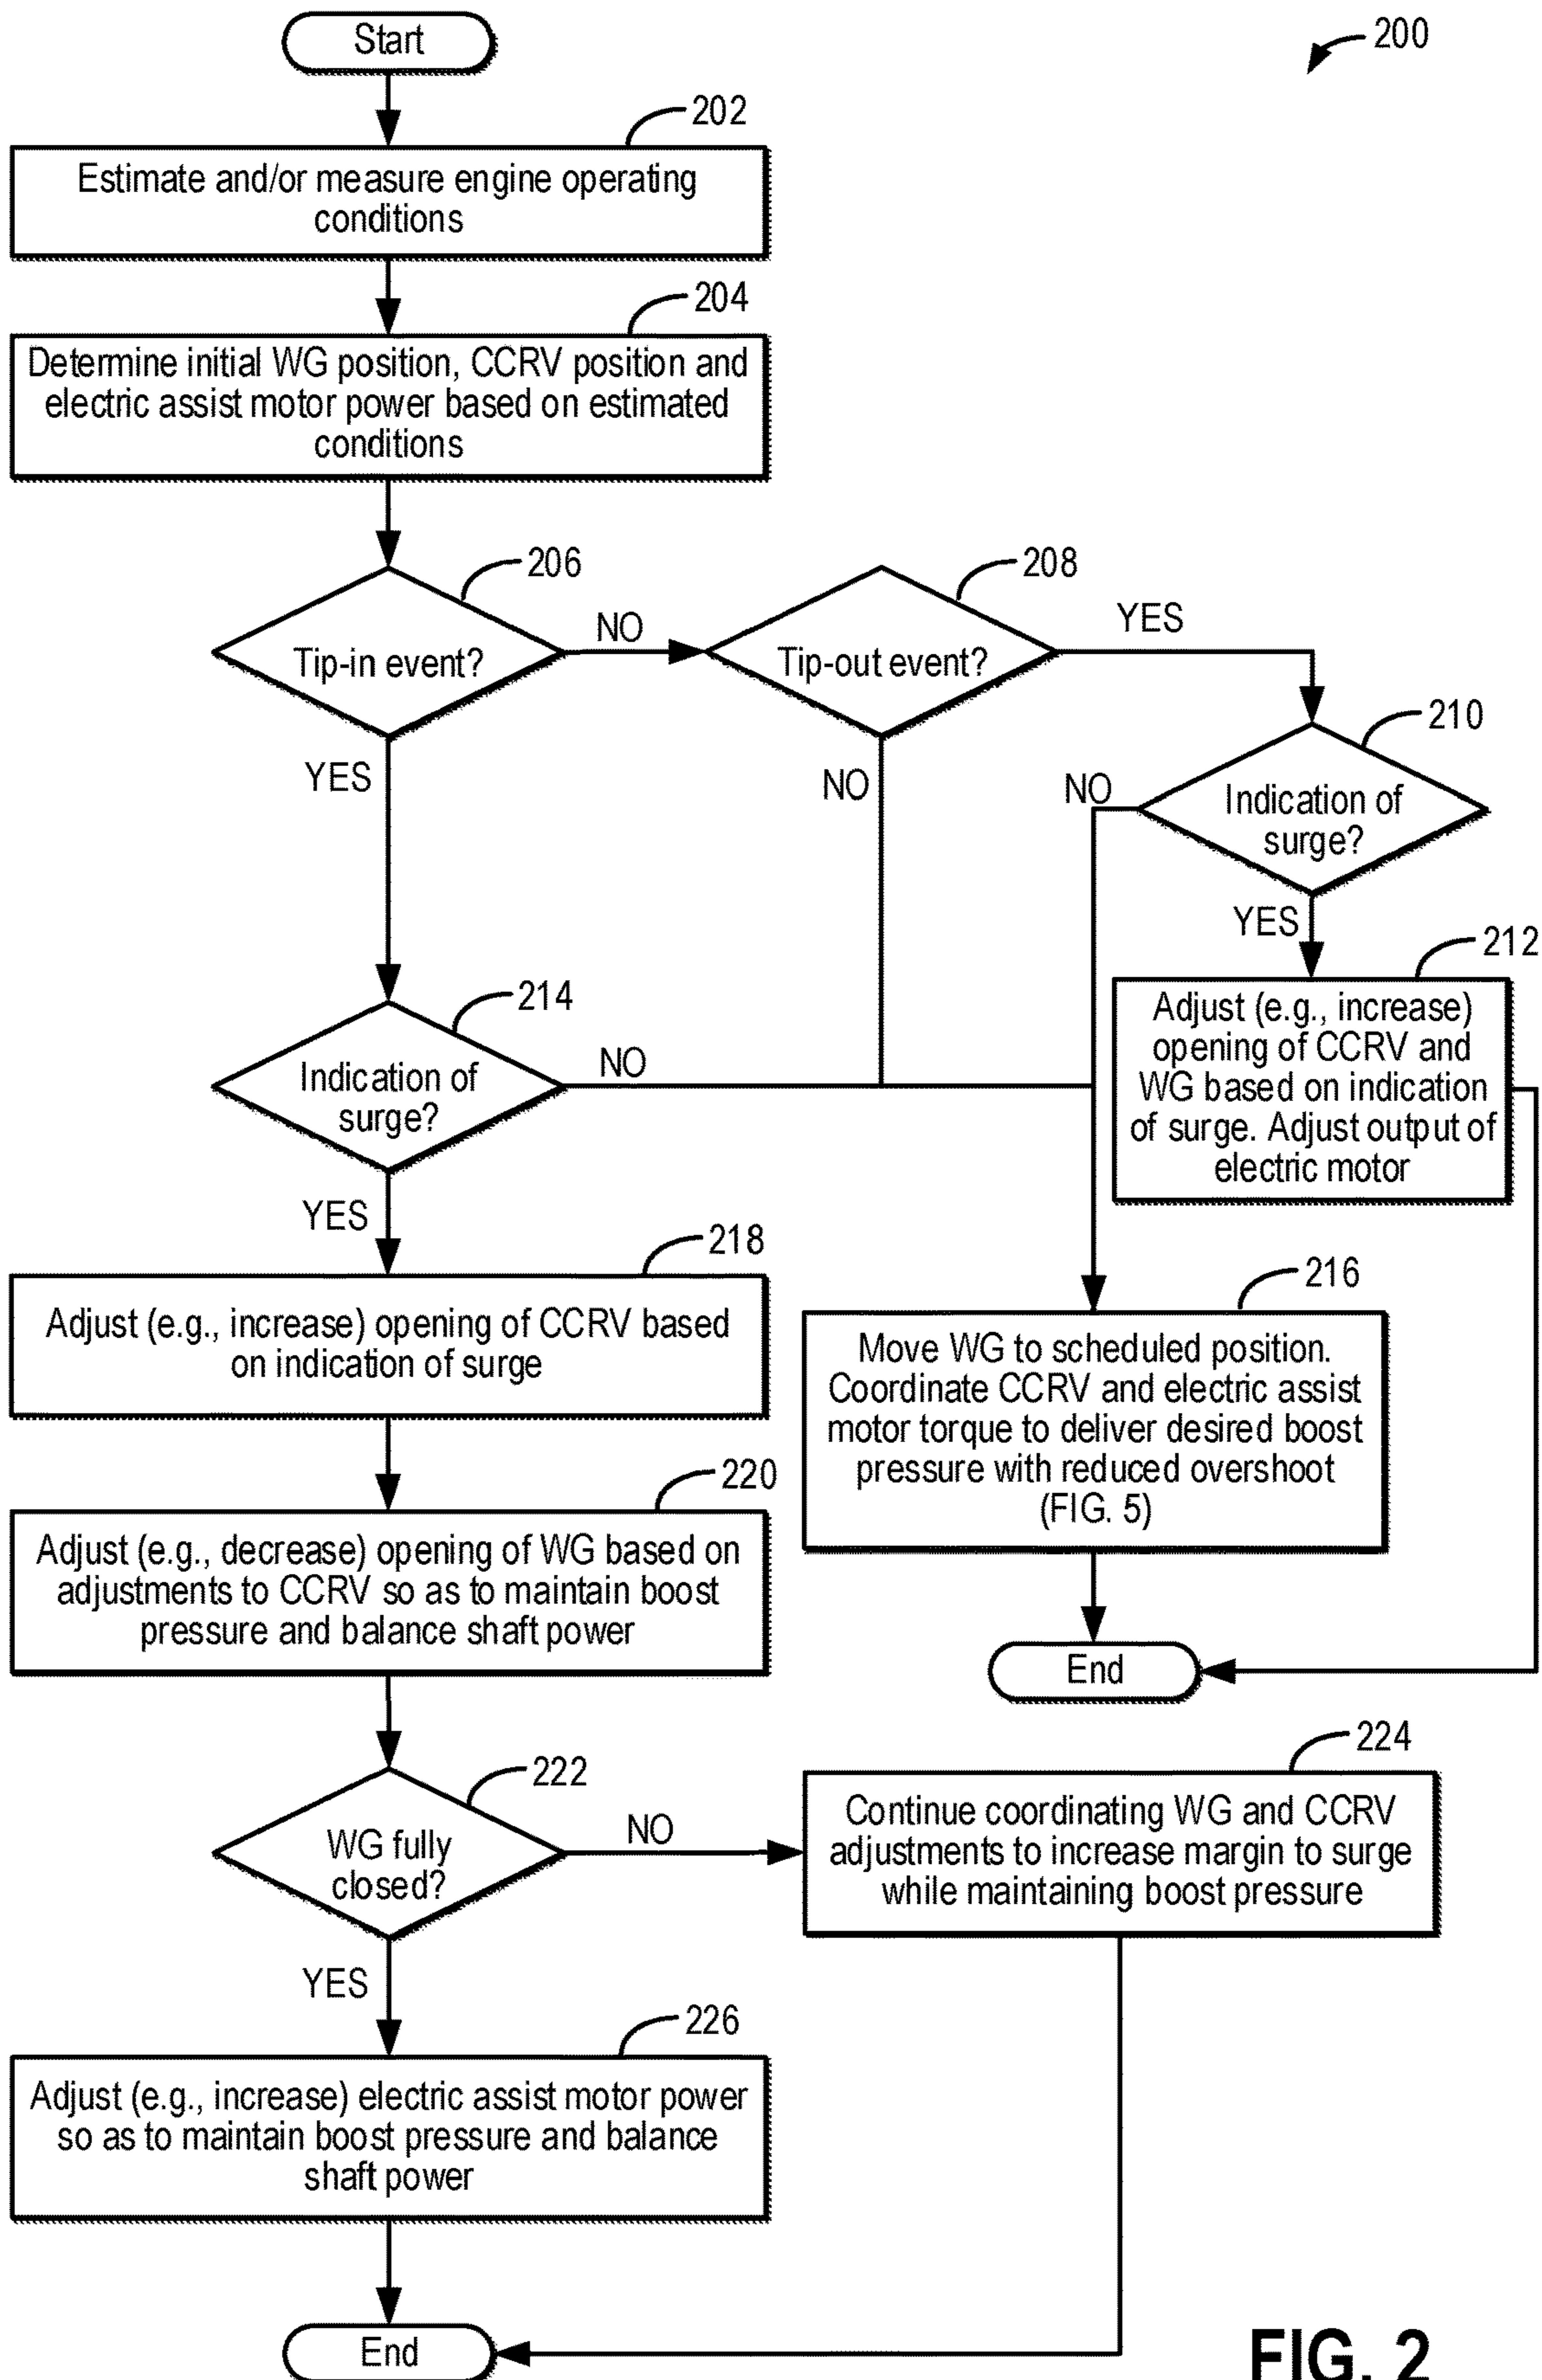 Start
200
202
Estimate and/or measure engine operating
conditions
204
Determine initial WG position, CCRV position and
electric assist motor power based on estimated
conditions
206
Tip-in event?
NO
208
Tip-out event?
YES
210
Indication of
surge?
YES
NO
NO
YES
212
Adjust (e.g., increase)
opening of CCRV and
WG based on indication
of surge. Adjust output of
electric motor
214
Indication of
surge?
NO
YES
216
Move WG to scheduled position.
Coordinate CCRV and electric assist
motor torque to deliver desired boost
pressure with reduced overshoot
(FIG. 5)
End
218
Adjust (e.g., increase) opening of CCRV based
on indication of surge
220
Adjust (e.g., decrease) opening of WG based on
adjustments to CCRV so as to maintain boost
pressure and balance shaft power
222
WG fully
closed?
NO
224
Continue coordinating WG and CCRV
adjustments to increase margin to surge
while maintaining boost pressure
YES
226
Adjust (e.g., increase) electric assist motor power
so as to maintain boost pressure and balance
shaft power
End
FIG. 2